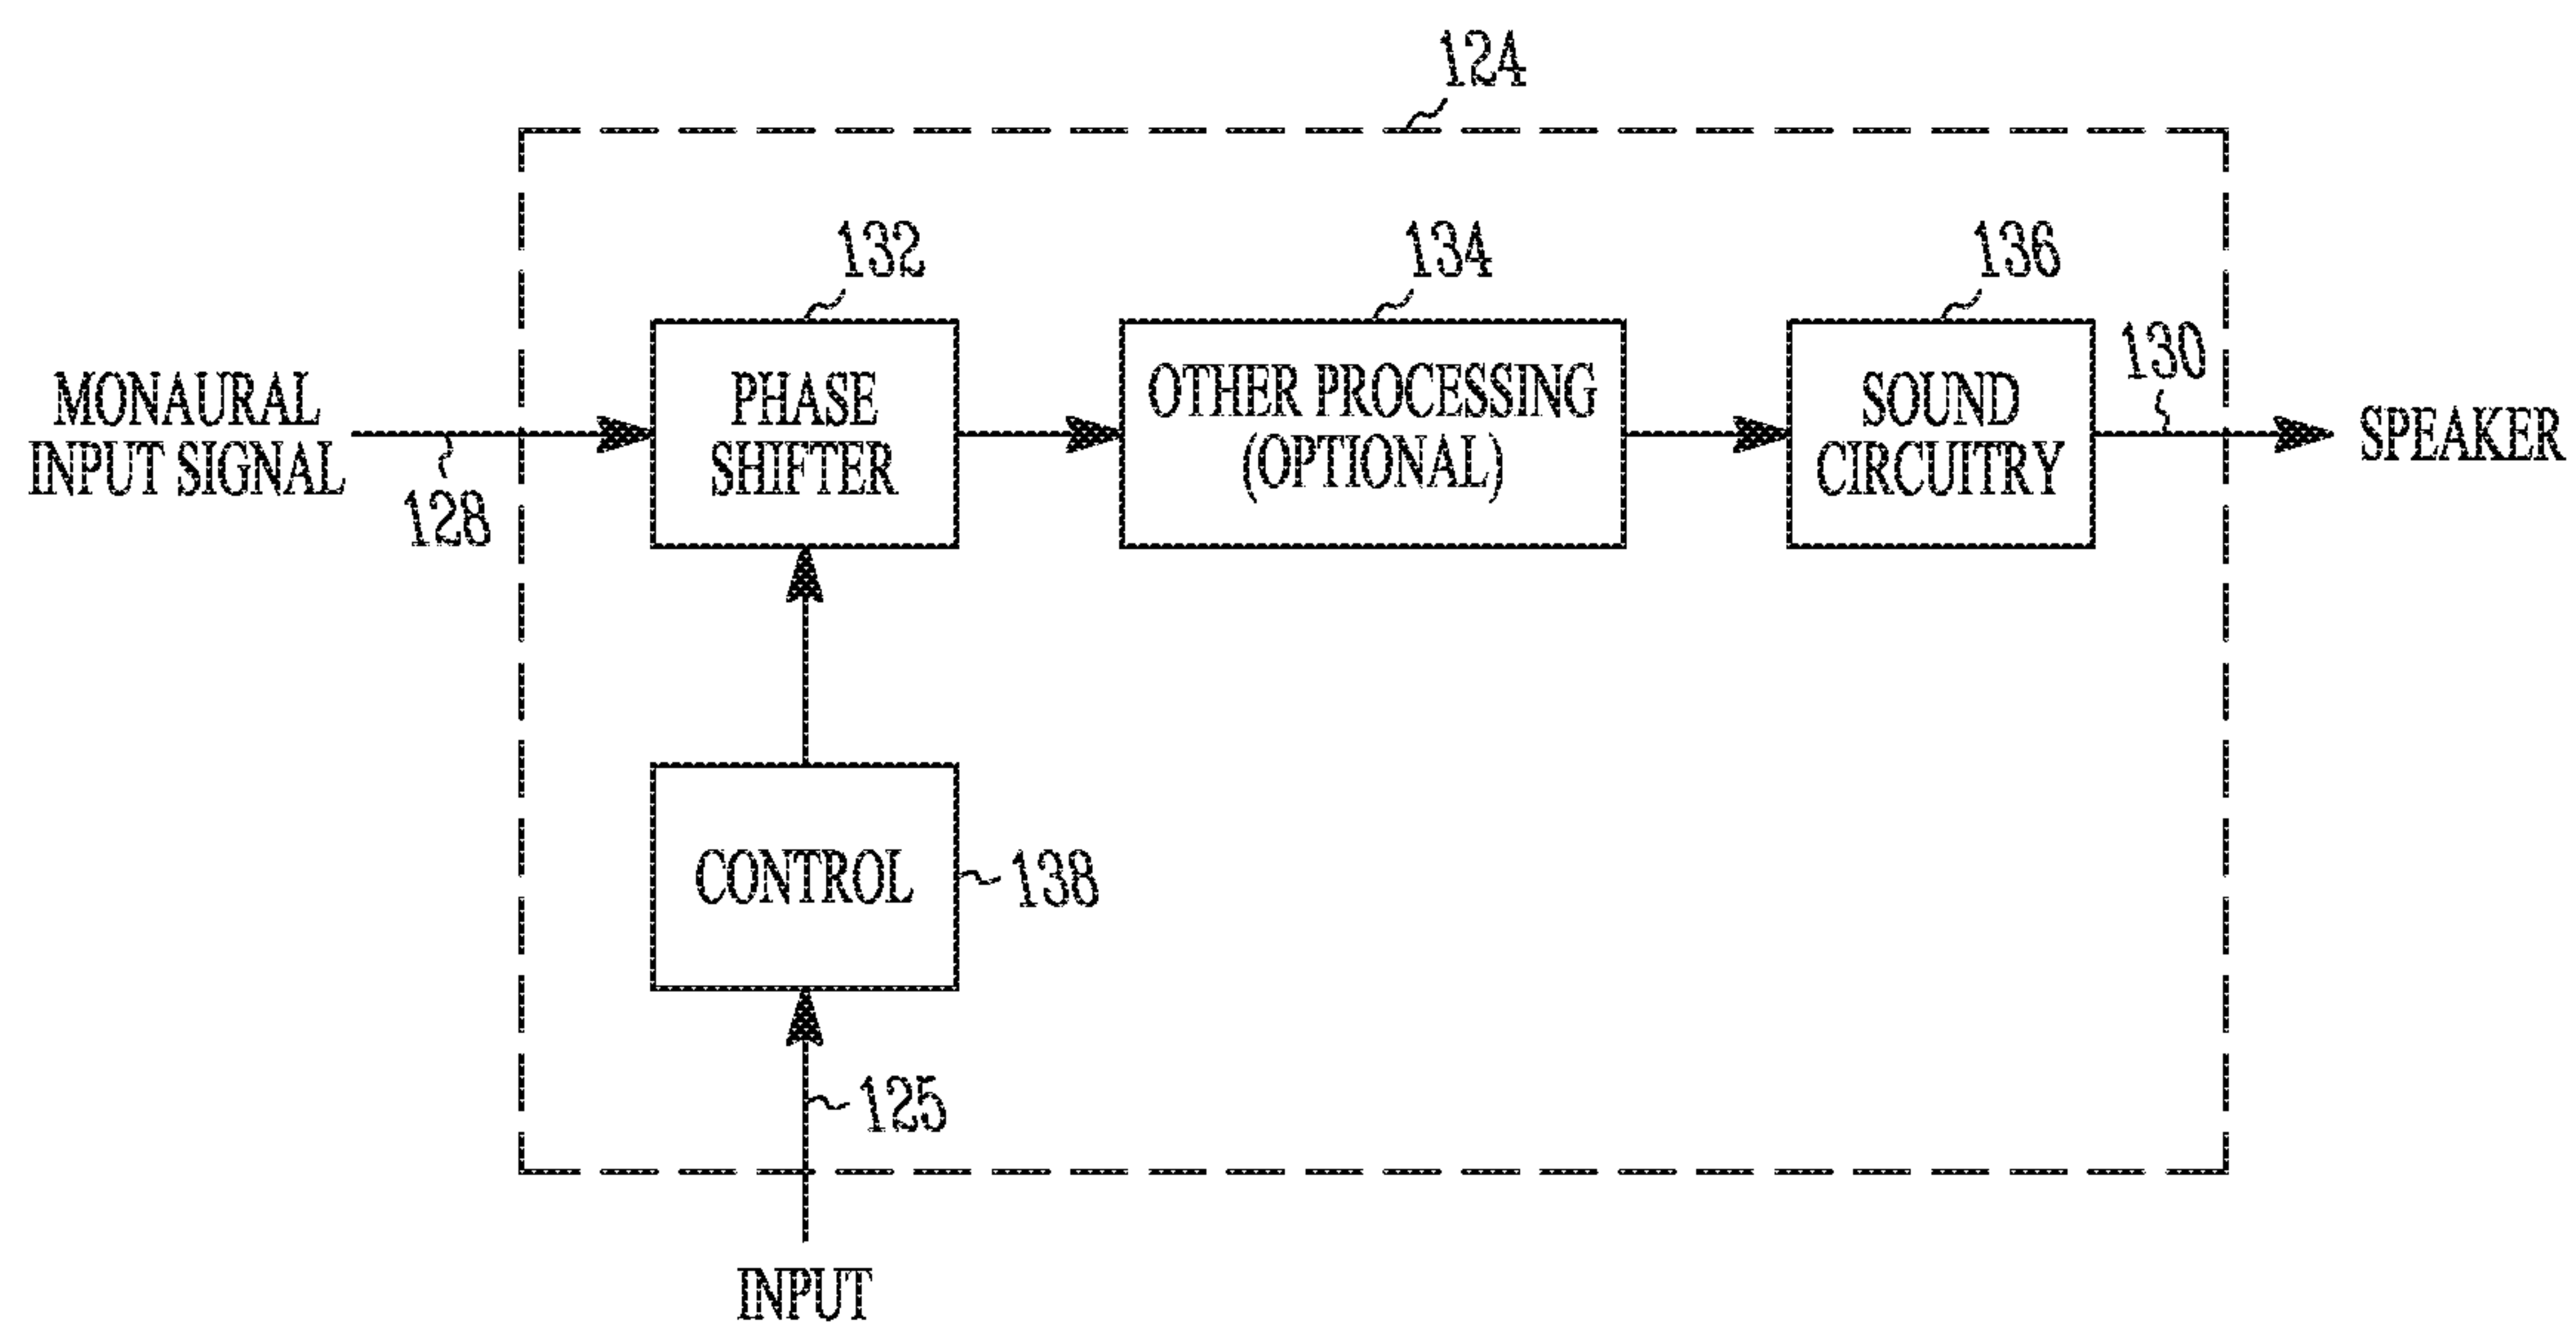 124
132
134
136
130
MONAURAL
INPUT SIGNAL
128
PHASE
SHIFTER
OTHER PROCESSING
(OPTIONAL)
SOUND
CIRCUITRY
SPEAKER
CONTROL
138
125
INPUT